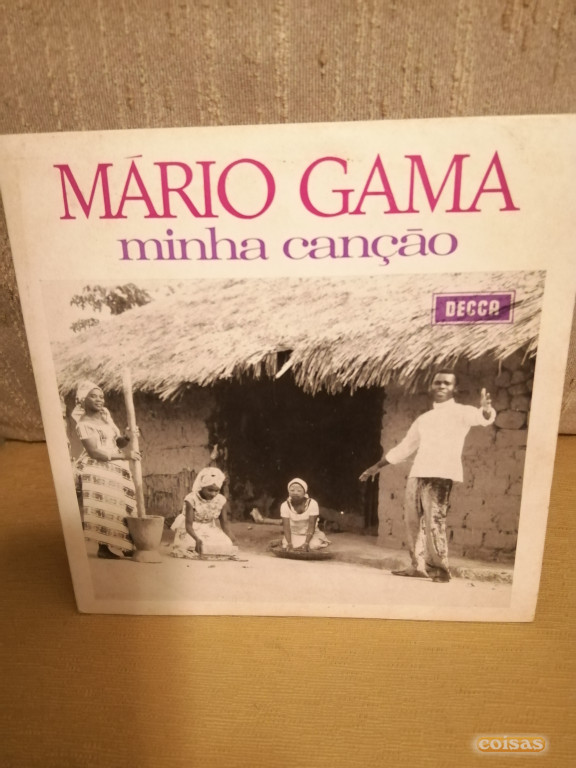 MÁRIO GAMA
minha canção
DECCA
coisas